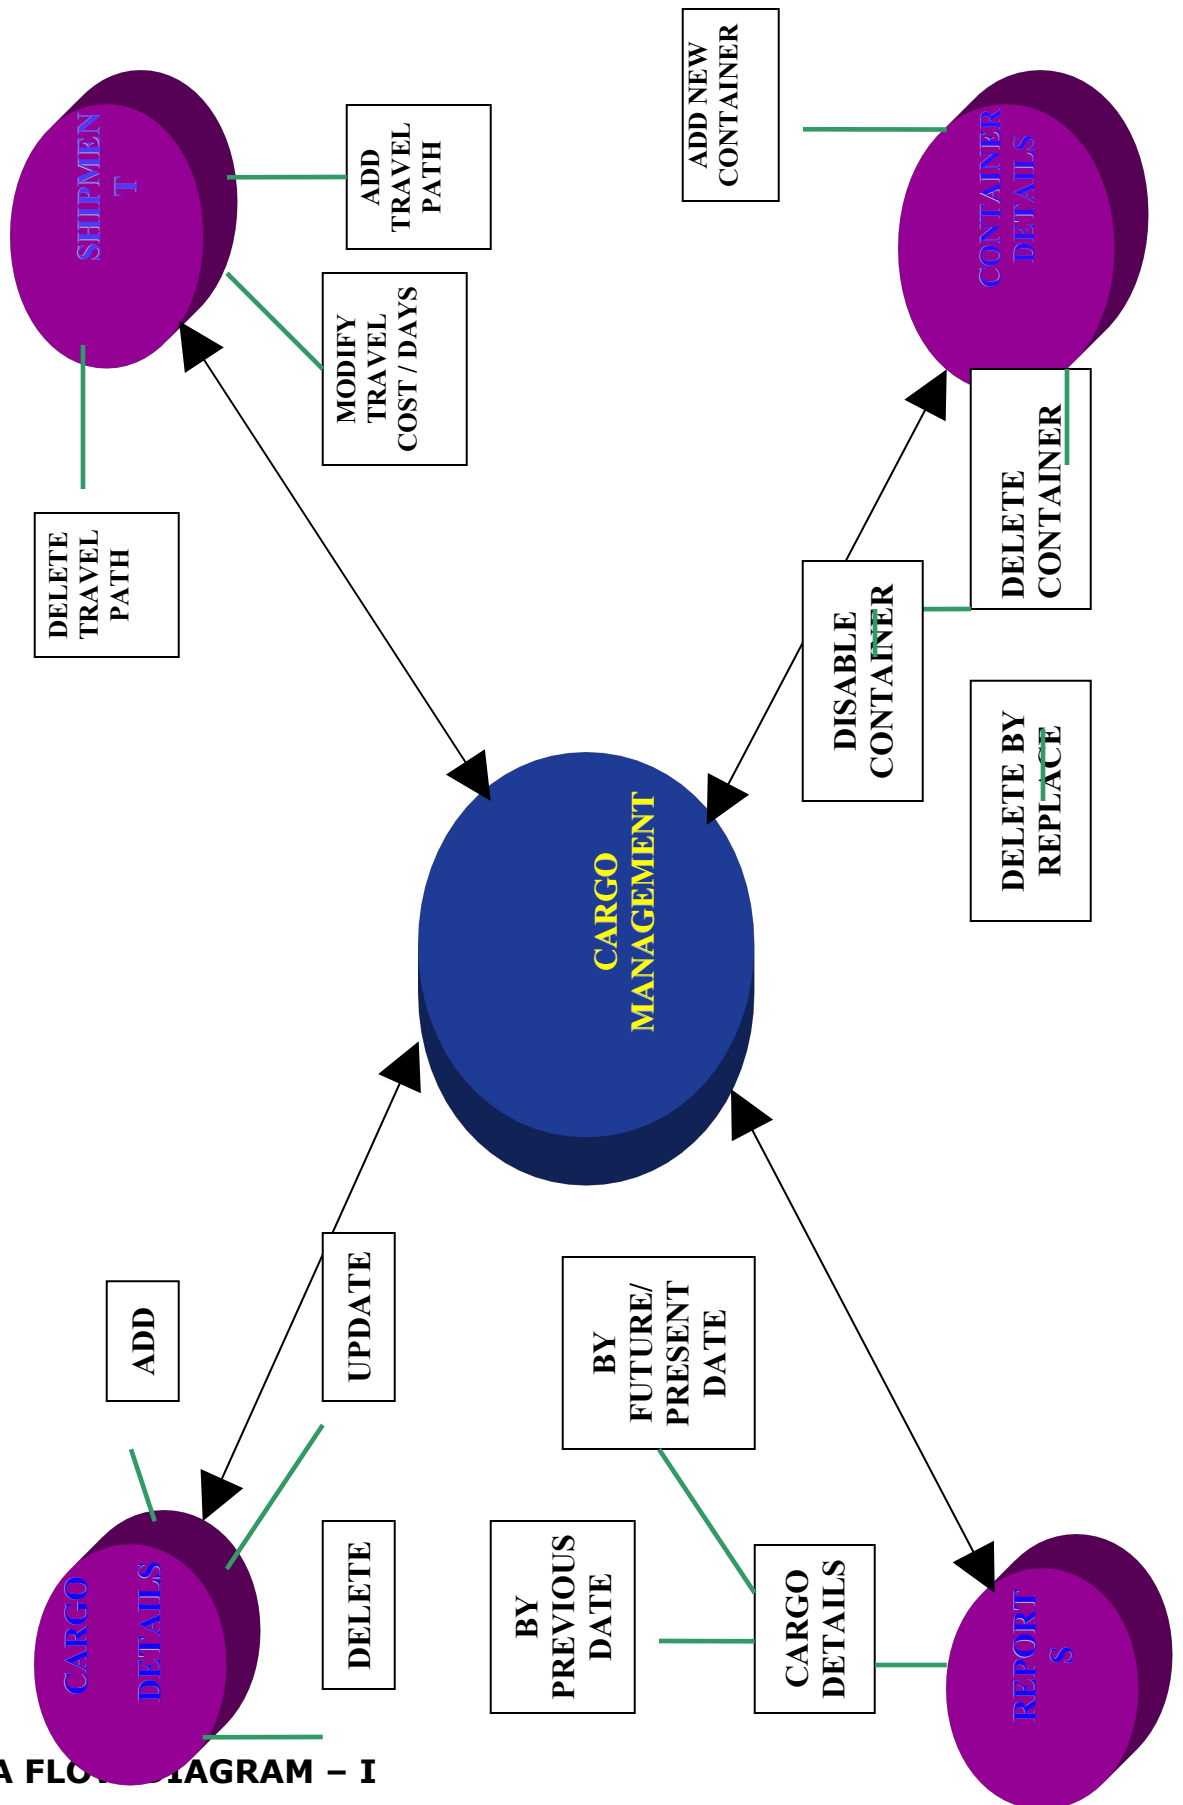 SHIPMEN
T
ADD
TRAVEL
PATH
MODIFY
TRAVEL
COST / DAYS
DELETE
TRAVEL
PATH
ADD NEW
CONTAINER
CONTAINER
DETAILS
DELETE
CONTAINER
DISABLE
CONTAINER
DELETE BY
REPLACE
CARGO
MANAGEMENT
ADD
UPDATE
DELETE
CARGO
DETAILS
BY
FUTURE/
PRESENT
DATE
BY
PREVIOUS
DATE
CARGO
DETAILS
REPORT
S
A FLOW DIAGRAM – I